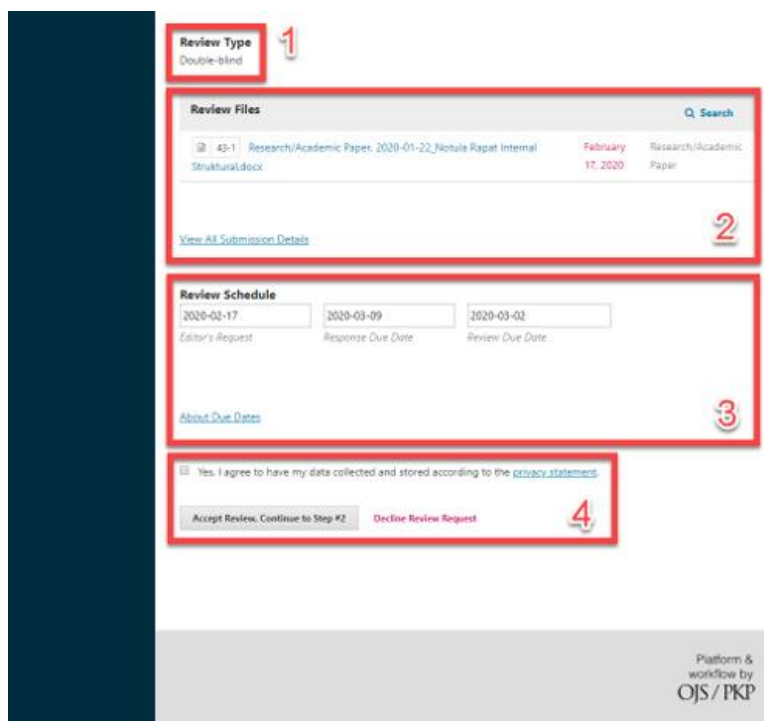 Review Type
1
Double-blind
Review Files
Search
43-1 Research/Academic Paper, 2020-01-22_Notula Rapat Internal
Struktural.docx
February
17, 2020
Research/Academic
Paper
View All Submission Details
2
Review Schedule
2020-02-17 2020-03-09 2020-03-02
Editor's Request Response Due Date Review Due Date
About Due Dates
3
Yes, I agree to have my data collected and stored according to the privacy statement.
Accept Review, Continue to Step #2 Decline Review Request
4
Platform &
workflow by
OJS / PKP